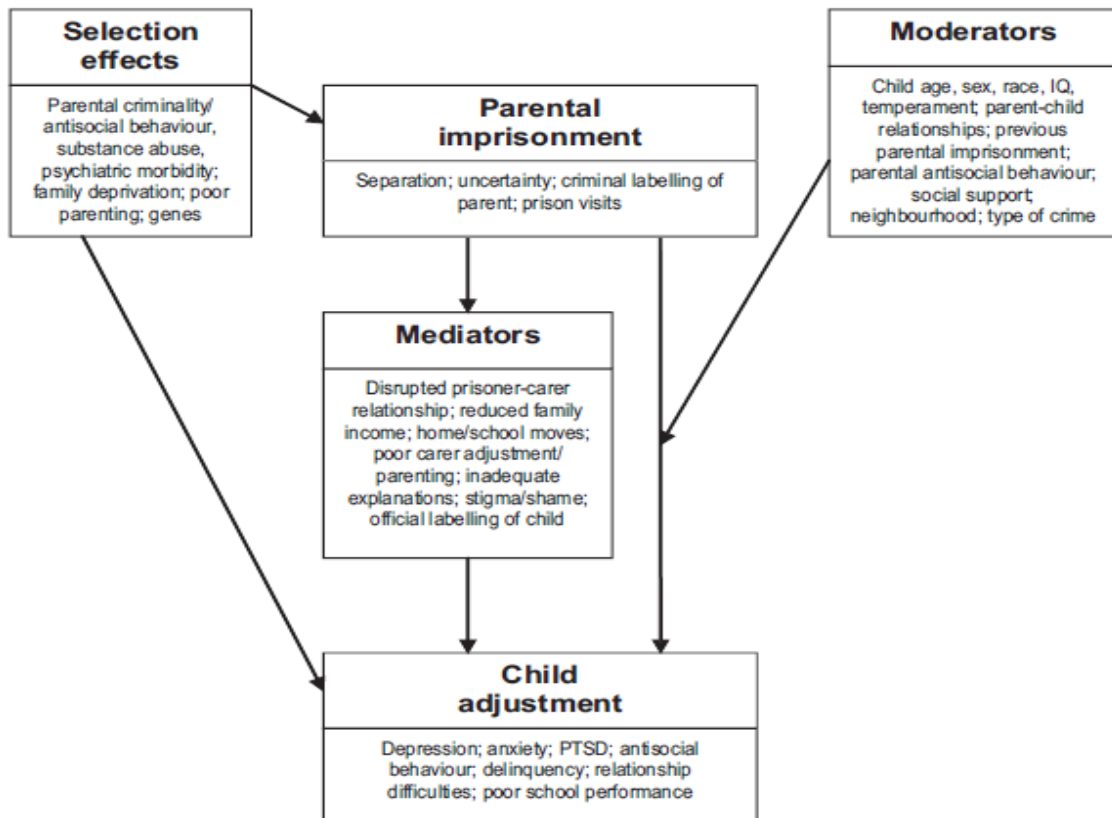 Selection
effects
Parental criminality/
antisocial behaviour,
substance abuse,
psychiatric morbidity;
family deprivation; poor
parenting; genes
Parental
imprisonment
Separation; uncertainty; criminal labelling of
parent; prison visits
Moderators
Child age, sex, race, IQ,
temperament; parent-child
relationships; previous
parental imprisonment;
parental antisocial behaviour;
social support;
neighbourhood; type of crime
Mediators
Disrupted prisoner-carer
relationship; reduced family
income; home/school moves;
poor carer adjustment/
parenting; inadequate
explanations; stigma/shame;
official labelling of child
Child
adjustment
Depression; anxiety; PTSD; antisocial
behaviour; delinquency; relationship
difficulties; poor school performance